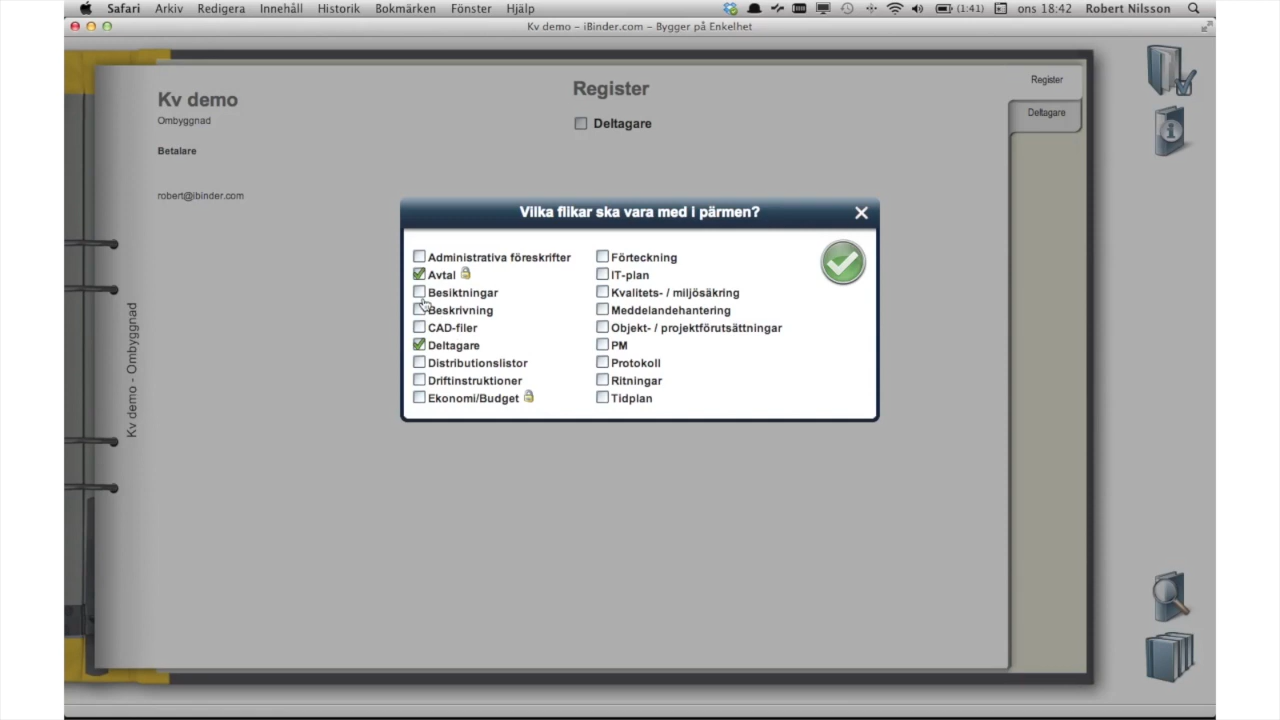 Safari Arkiv Redigera Innehåll Historik Bokmärken Fönster Hjälp (1:41) ons 18:42 Robert Nilsson
Kv demo – iBinder.com – Bygger på Enkelhet
Kv demo
Ombyggnad
Betalare
robert@ibinder.com
Kv demo - Ombyggnad
Register
Deltagare
Register
Deltagare
Vilka flikar ska vara med i pärmen?
Administrativa föreskrifter
Avtal
Besiktningar
Beskrivning
CAD-filer
Deltagare
Distributionslistor
Driftinstruktioner
Ekonomi/Budget
Förteckning
IT-plan
Kvalitets- / miljösäkring
Meddelandehantering
Objekt- / projektförutsättningar
PM
Protokoll
Ritningar
Tidplan